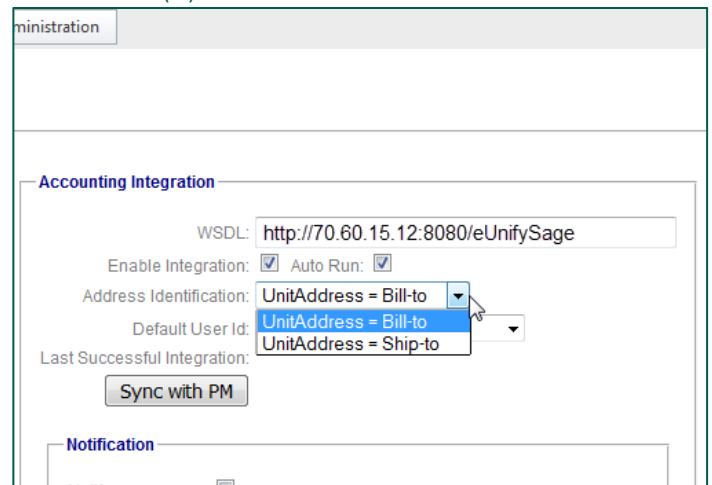 ministration
Accounting Integration
WSDL: http://70.60.15.12:8080/eUnifySage
Enable Integration: Auto Run:
Address Identification: UnitAddress = Bill-to
Default User Id: UnitAddress = Bill-to
UnitAddress = Ship-to
Last Successful Integration:
Sync with PM
Notification